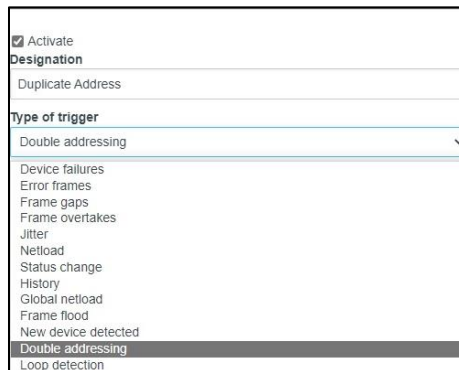 Activate
Designation
Duplicate Address
Type of trigger
Double addressing
Device failures
Error frames
Frame gaps
Frame overtakes
Jitter
Netload
Status change
History
Global netload
Frame flood
New device detected
Double addressing
Loop detection